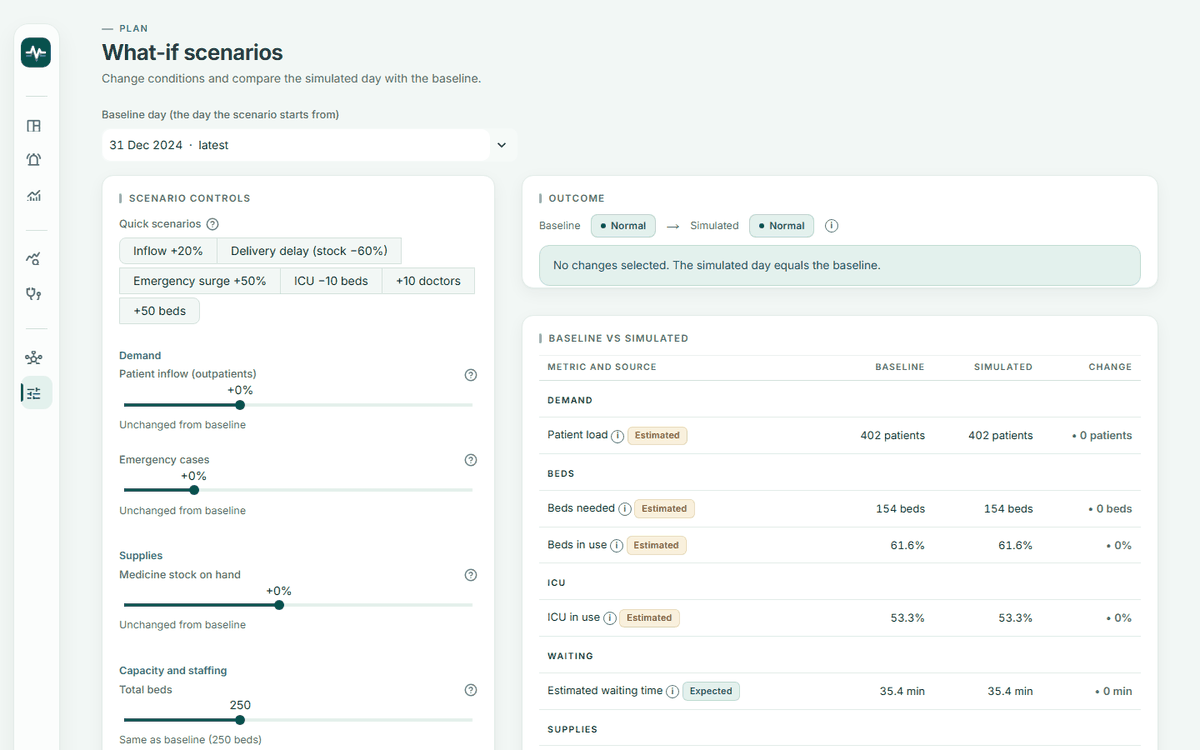 — PLAN
What-if scenarios
Change conditions and compare the simulated day with the baseline.
Baseline day (the day the scenario starts from)
31 Dec 2024 · latest
SCENARIO CONTROLS
Quick scenarios ?
Inflow +20% Delivery delay (stock −60%)
Emergency surge +50% ICU −10 beds +10 doctors
+50 beds
Demand
Patient inflow (outpatients) ?
+0%
Unchanged from baseline
Emergency cases ?
+0%
Unchanged from baseline
Supplies
Medicine stock on hand ?
+0%
Unchanged from baseline
Capacity and staffing
Total beds ?
250
Same as baseline (250 beds)
OUTCOME
Baseline • Normal → Simulated • Normal i
No changes selected. The simulated day equals the baseline.
BASELINE VS SIMULATED
METRIC AND SOURCE BASELINE SIMULATED CHANGE
DEMAND
Patient load i Estimated 402 patients 402 patients • 0 patients
BEDS
Beds needed i Estimated 154 beds 154 beds • 0 beds
Beds in use i Estimated 61.6% 61.6% • 0%
ICU
ICU in use i Estimated 53.3% 53.3% • 0%
WAITING
Estimated waiting time i Expected 35.4 min 35.4 min • 0 min
SUPPLIES